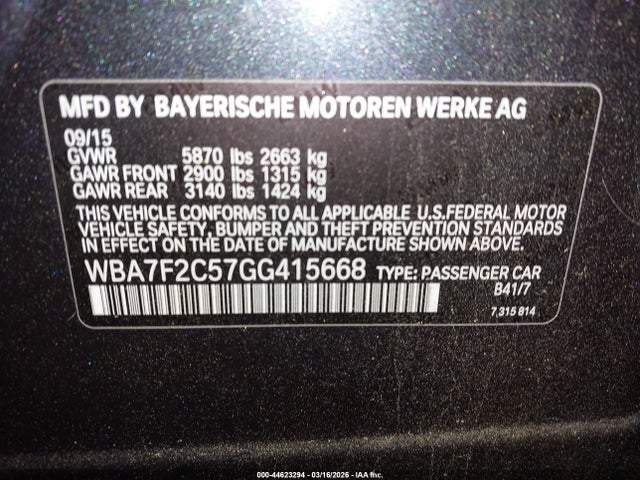 MFD BY BAYERISCHE MOTOREN WERKE AG
09/15
GVWR 5870 lbs 2663 kg
GAWR FRONT 2900 lbs 1315 kg
GAWR REAR 3140 lbs 1424 kg
THIS VEHICLE CONFORMS TO ALL APPLICABLE U.S.FEDERAL MOTOR
VEHICLE SAFETY, BUMPER AND THEFT PREVENTION STANDARDS
IN EFFECT ON THE DATE OF MANUFACTURE SHOWN ABOVE.
WBA7F2C57GG415668 TYPE: PASSENGER CAR
B41/7
7 315 814
000-44623294 - 03/16/2026 - IAA Inc.